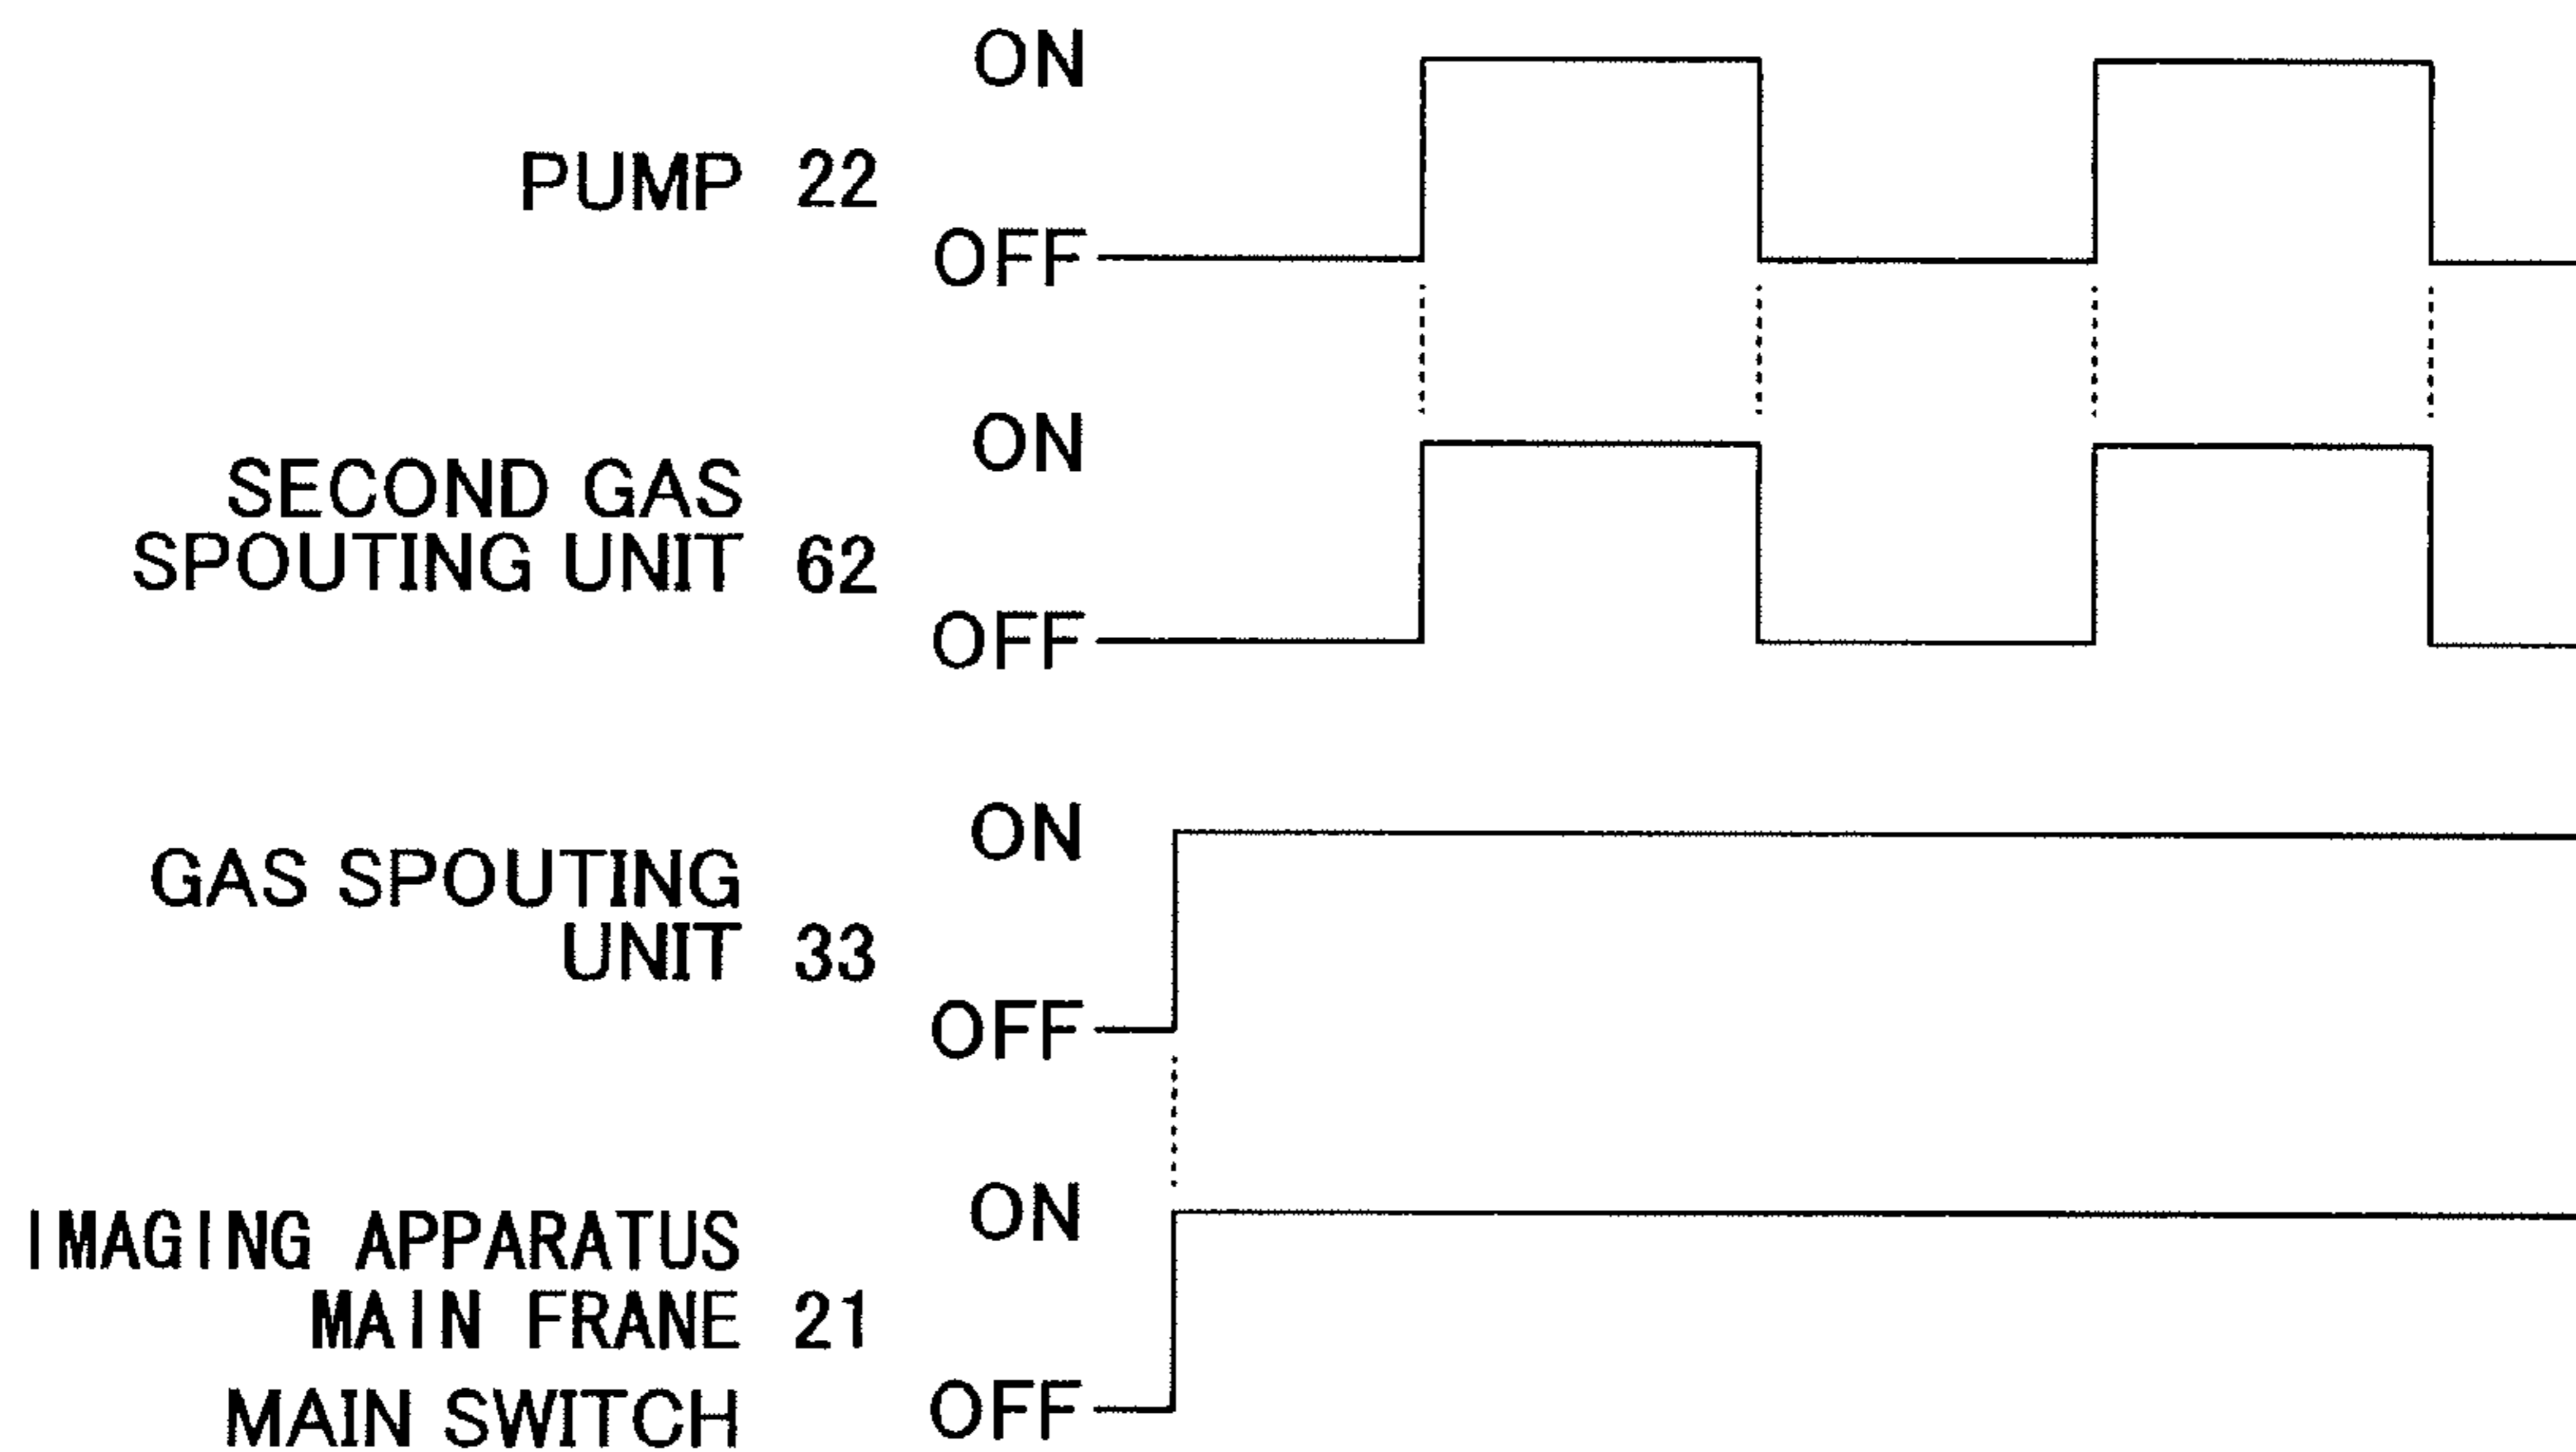 ON
PUMP 22
OFF
ON
SECOND GAS
SPOUTING UNIT 62
OFF
ON
GAS SPOUTING
UNIT 33
OFF
ON
IMAGING APPARATUS
MAIN FRANE 21
MAIN SWITCH
OFF